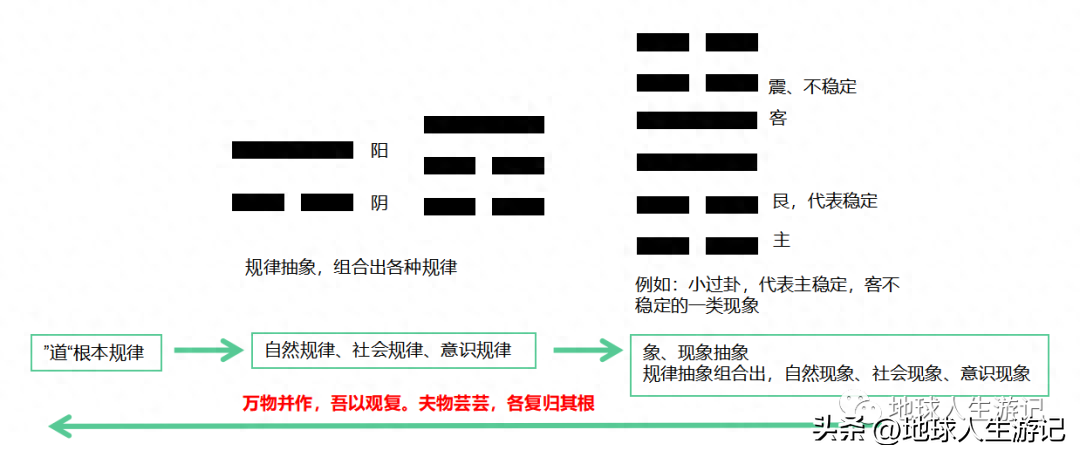 震、不稳定
客
阳
阴
艮，代表稳定
主
规律抽象，组合出各种规律
例如：小过卦，代表主稳定，客不
稳定的一类现象
”道“根本规律
自然规律、社会规律、意识规律
象、现象抽象
规律抽象组合出，自然现象、社会现象、意识现象
万物并作，吾以观复。夫物芸芸，各复归其根
地球人生游记
头条 @地球人生游记